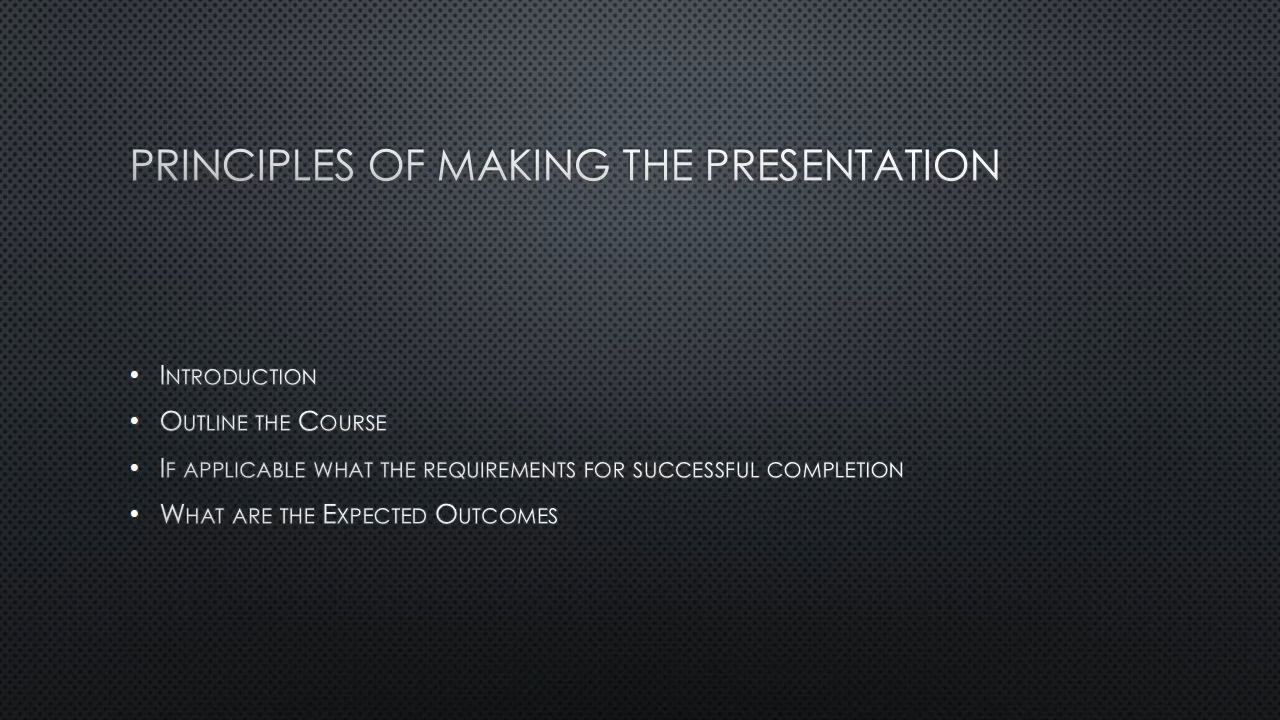 PRINCIPLES OF MAKING THE PRESENTATION
• INTRODUCTION
• OUTLINE THE COURSE
• IF APPLICABLE WHAT THE REQUIREMENTS FOR SUCCESSFUL COMPLETION
• WHAT ARE THE EXPECTED OUTCOMES